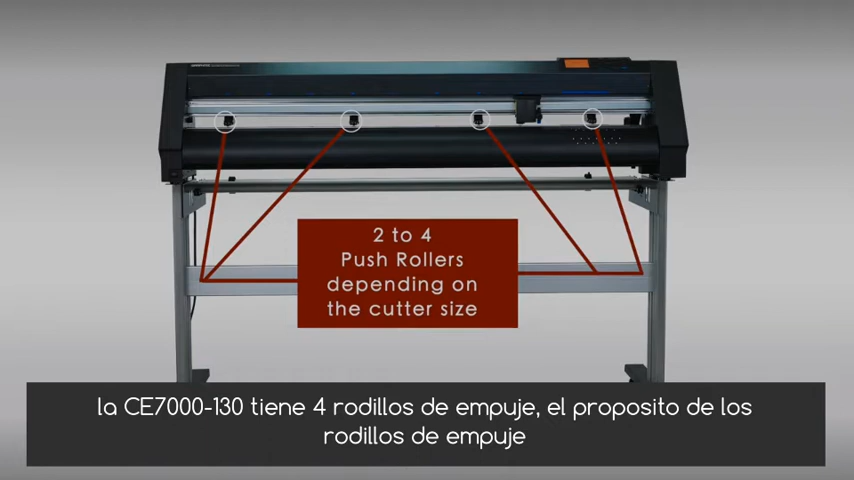 2 to 4
Push Rollers
depending on
the cutter size
la CE7000-130 tiene 4 rodillos de empuje, el proposito de los
rodillos de empuje